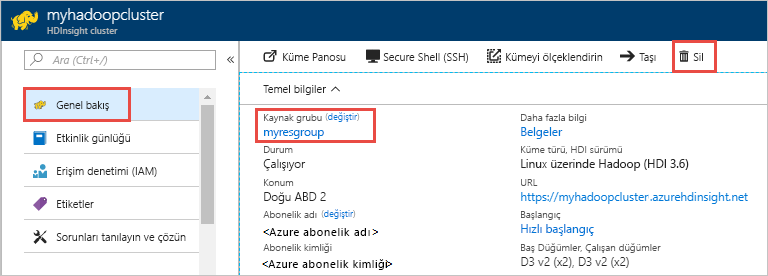 myhadoopcluster
HDInsight cluster
Ara (Ctrl+/)
Genel bakış
Etkinlik günlüğü
Erişim denetimi (IAM)
Etiketler
Sorunları tanılayın ve çözün
Küme Panosu
Secure Shell (SSH)
Kümeyi ölçeklendirin
Taşı
Sil
Temel bilgiler
Kaynak grubu (değiştir)
myresgroup
Durum
Çalışıyor
Konum
Doğu ABD 2
Abonelik adı (değiştir)
<Azure abonelik adı >
Abonelik kimliği
<Azure abonelik kimliği>
Daha fazla bilgi
Belgeler
Küme türü, HDI sürümü
Linux üzerinde Hadoop (HDI 3.6)
URL
https://myhadoopcluster.azurehdinsight.net
Başlangıç
Hızlı başlangıç
Baş Düğümler, Çalışan düğümler
D3 v2 (x2), D3 v2 (x2)